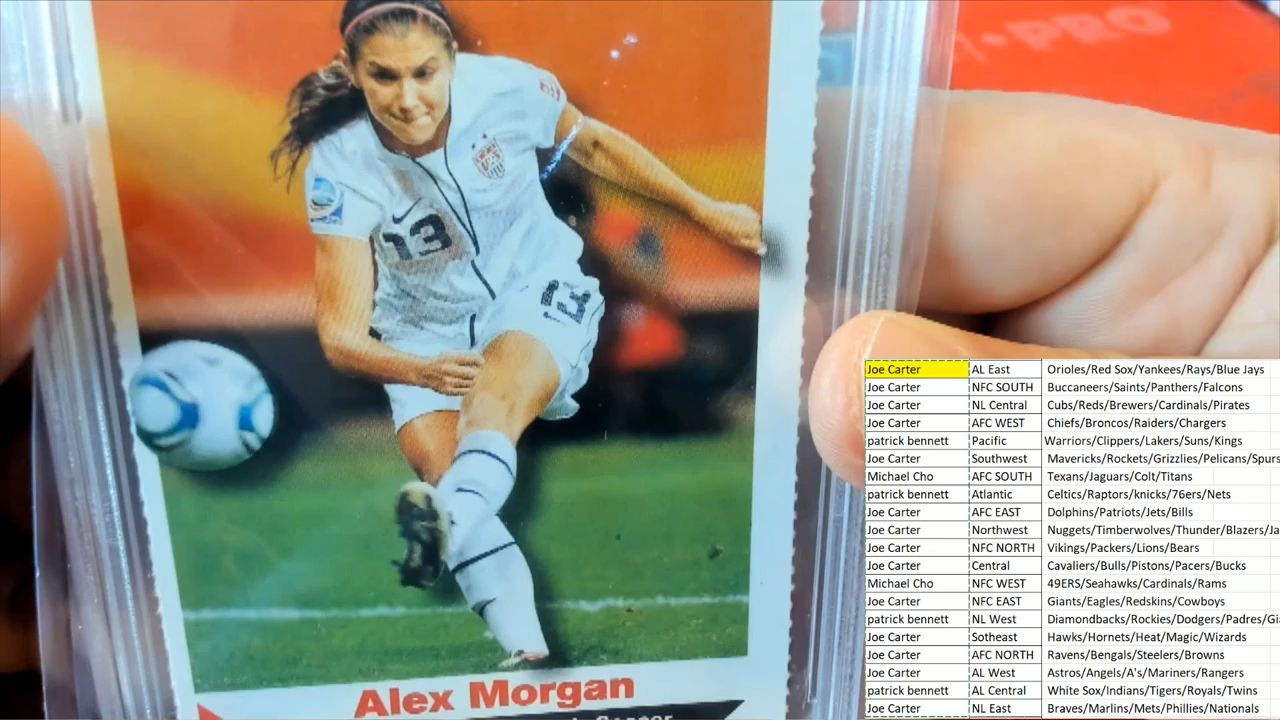 PRO
13
13
Alex Morgan
Soccer
Joe Carter AL East Orioles/Red Sox/Yankees/Rays/Blue Jays
Joe Carter NFC SOUTH Buccaneers/Saints/Panthers/Falcons
Joe Carter NL Central Cubs/Reds/Brewers/Cardinals/Pirates
Joe Carter AFC WEST Chiefs/Broncos/Raiders/Chargers
patrick bennett Pacific Warriors/Clippers/Lakers/Suns/Kings
Joe Carter Southwest Mavericks/Rockets/Grizzlies/Pelicans/Spurs
Michael Cho AFC SOUTH Texans/Jaguars/Colt/Titans
patrick bennett Atlantic Celtics/Raptors/knicks/76ers/Nets
Joe Carter AFC EAST Dolphins/Patriots/Jets/Bills
Joe Carter Northwest Nuggets/Timberwolves/Thunder/Blazers/Ja
Joe Carter NFC NORTH Vikings/Packers/Lions/Bears
Joe Carter Central Cavaliers/Bulls/Pistons/Pacers/Bucks
Michael Cho NFC WEST 49ERS/Seahawks/Cardinals/Rams
Joe Carter NFC EAST Giants/Eagles/Redskins/Cowboys
patrick bennett NL West Diamondbacks/Rockies/Dodgers/Padres/Gi
Joe Carter Sotheast Hawks/Hornets/Heat/Magic/Wizards
Joe Carter AFC NORTH Ravens/Bengals/Steelers/Browns
Joe Carter AL West Astros/Angels/A's/Mariners/Rangers
patrick bennett AL Central White Sox/Indians/Tigers/Royals/Twins
Joe Carter NL East Braves/Marlins/Mets/Phillies/Nationals